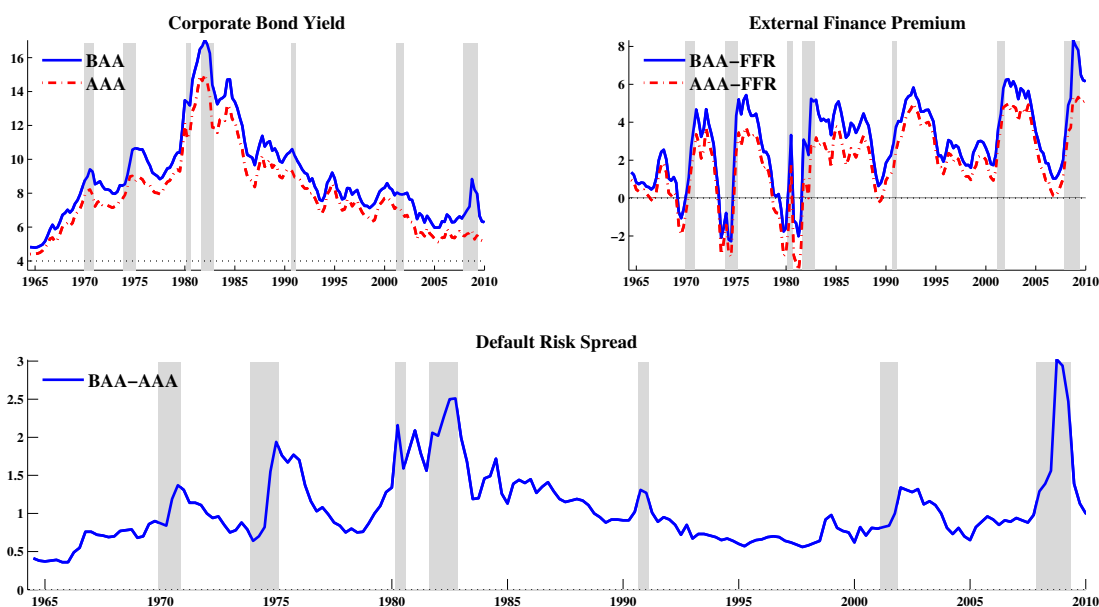 Corporate Bond Yield
BAA
AAA
16
14
12
10
8
6
4
1965 1970 1975 1980 1985 1990 1995 2000 2005 2010
External Finance Premium
BAA−FFR
AAA−FFR
8
6
4
2
0
−2
1965 1970 1975 1980 1985 1990 1995 2000 2005 2010
Default Risk Spread
BAA−AAA
3
2.5
2
1.5
1
0.5
0
1965 1970 1975 1980 1985 1990 1995 2000 2005 2010